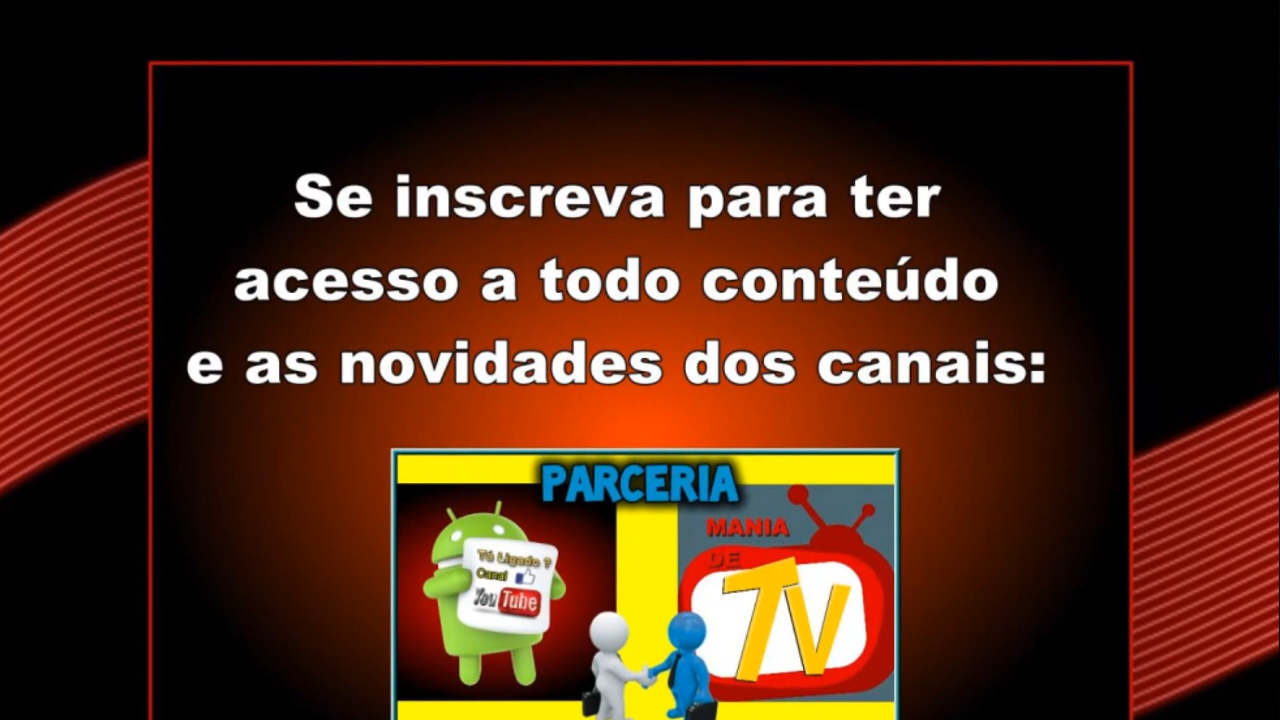 Se inscreva para ter
acesso a todo conteúdo
e as novidades dos canais:
PARCERIA
Tá Ligado ?
Canal
YouTube
MANIA
DE
TV